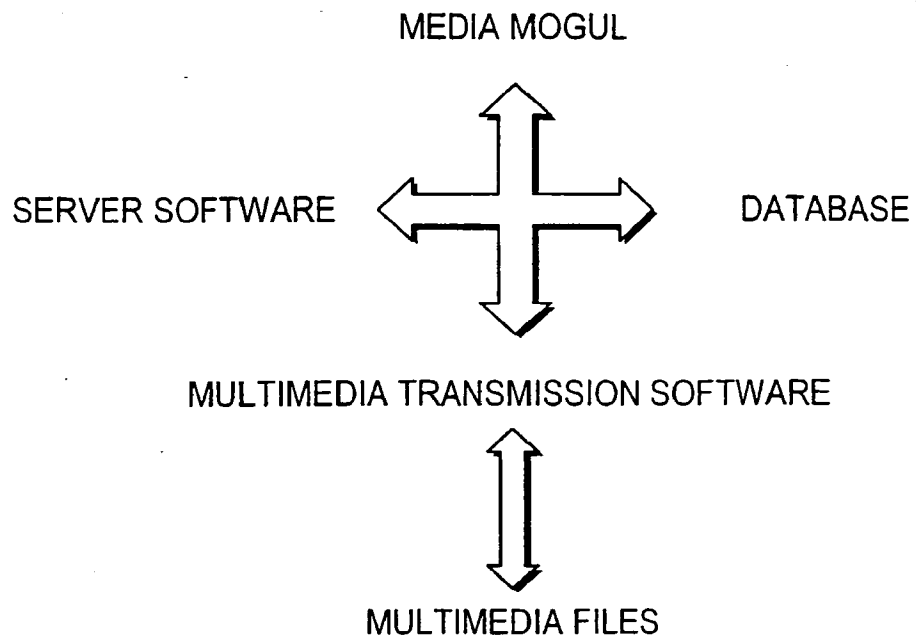 MEDIA MOGUL
SERVER SOFTWARE
DATABASE
MULTIMEDIA TRANSMISSION SOFTWARE
MULTIMEDIA FILES